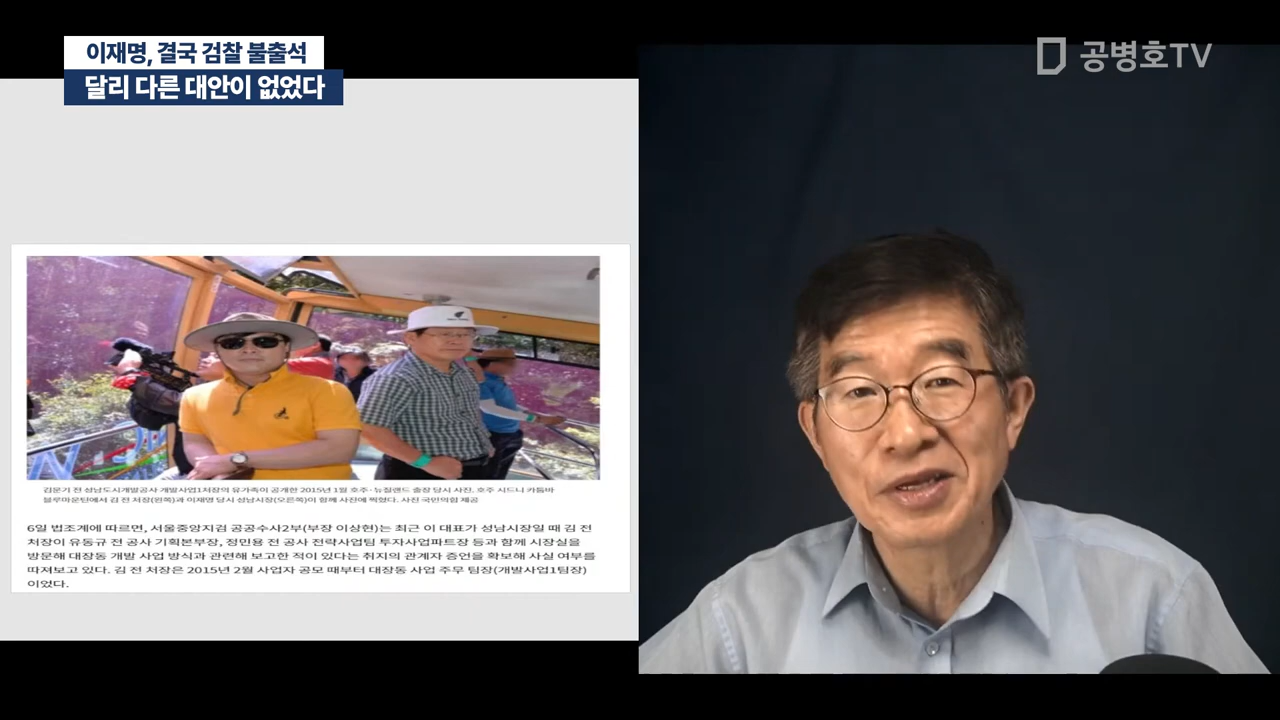 이재명, 결국 검찰 불출석
달리 다른 대안이 없었다
공병호TV
김문기 전 성남도시개발공사 개발사업1처장의 유가족이 공개한 2015년 1월 호주·뉴질랜드 출장 당시 사진. 호주 시드니 카툼바
블루마운틴에서 김 전 처장(왼쪽)과 이재명 당시 성남시장(오른쪽)이 함께 사진에 찍혔다. 사진 국민의힘 제공
6일 법조계에 따르면, 서울중앙지검 공공수사2부(부장 이상현)는 최근 이 대표가 성남시장일 때 김 전
처장이 유동규 전 공사 기획본부장, 정민용 전 공사 전략사업팀 투자사업파트장 등과 함께 시장실을
방문해 대장동 개발 사업 방식과 관련해 보고한 적이 있다는 취지의 관계자 증언을 확보해 사실 여부를
따져보고 있다. 김 전 처장은 2015년 2월 사업자 공모 때부터 대장동 사업 주무 팀장(개발사업1팀장)
이었다.